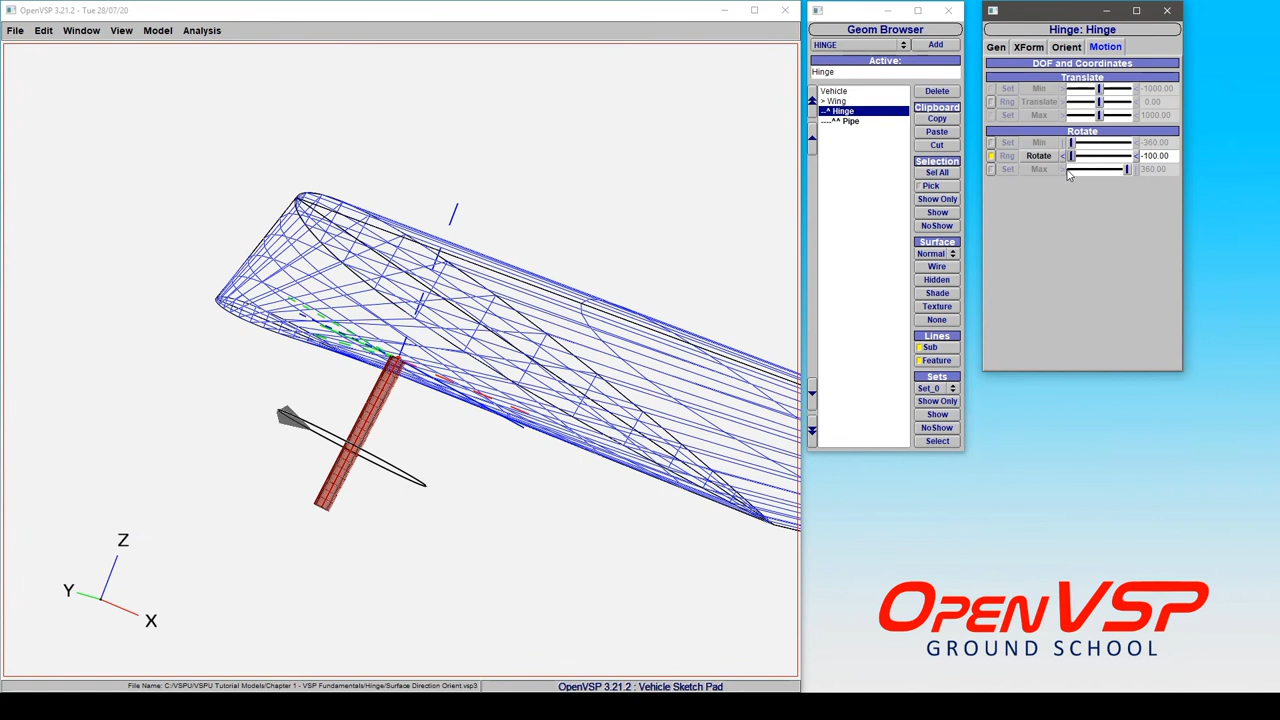 OpenVSP 3.21.2 - Tue 28/07/20
File Edit Window View Model Analysis
Z
Y
X
File Name: C:/VSPU/VSPU Tutorial Models/Chapter 1 - VSP Fundamentals/Hinge/Surface Direction Orient.vsp3
OpenVSP 3.21.2 : Vehicle Sketch Pad
Geom Browser
HINGE Add
Active:
Hinge
Vehicle
> Wing
--^ Hinge
----^^ Pipe
Delete
Clipboard
Copy
Paste
Cut
Selection
Sel All
Pick
Show Only
Show
NoShow
Surface
Normal
Wire
Hidden
Shade
Texture
None
Lines
Sub
Feature
Sets
Set_0
Show Only
Show
NoShow
Select
Hinge: Hinge
Gen XForm Orient Motion
DOF and Coordinates
Translate
Set Min > < -1000.00
Rng Translate > < 0.00
Set Max > < 1000.00
Rotate
Set Min | < -360.00
Rng Rotate < < -100.00
Set Max > | 360.00
OPENVSP
GROUND SCHOOL